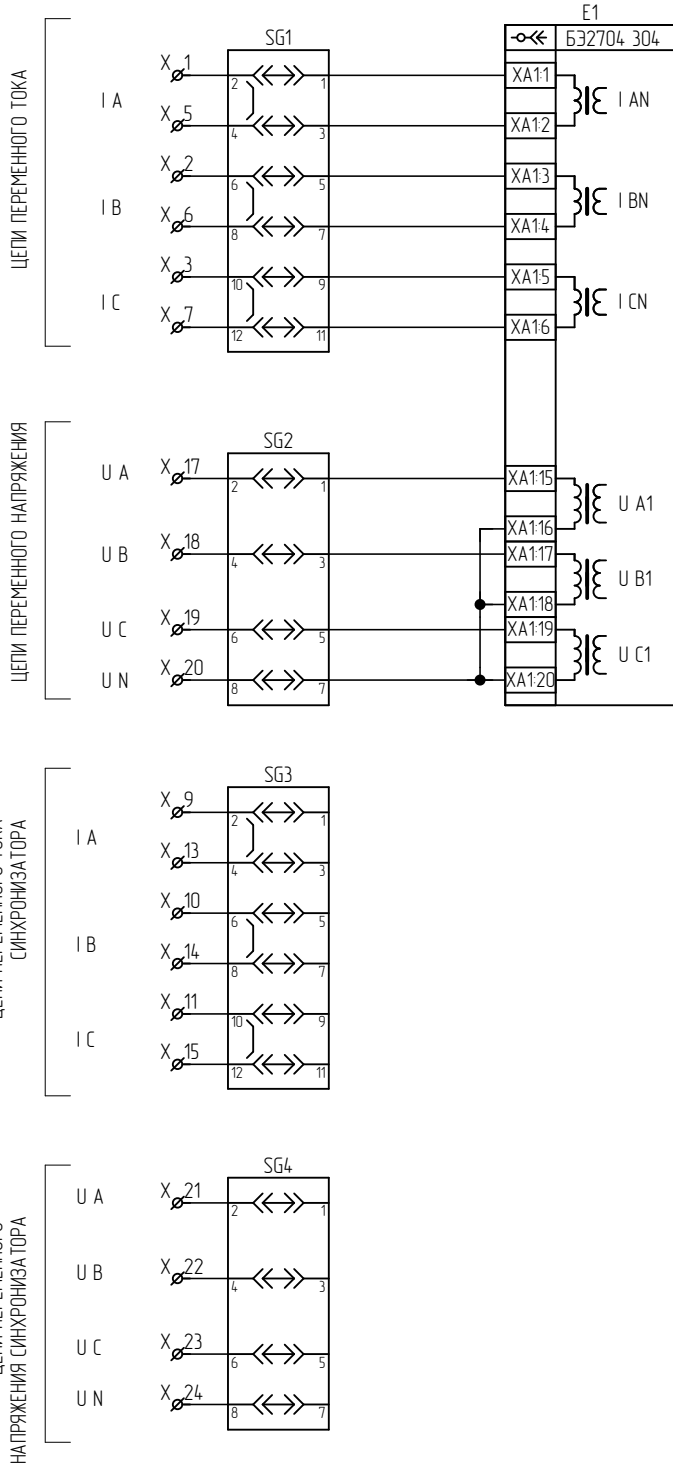 E1
SG1
БЭ2704 304
ЦЕПИ ПЕРЕМЕННОГО ТОКА
I A
X 1
2
1
XA1:1
I AN
X 5
4
3
XA1:2
I B
X 2
6
5
XA1:3
I BN
X 6
8
7
XA1:4
I C
X 3
10
9
XA1:5
I CN
X 7
12
11
XA1:6
ЦЕПИ ПЕРЕМЕННОГО НАПРЯЖЕНИЯ
SG2
U A
X 17
2
1
XA1:15
U A1
XA1:16
U B
X 18
4
3
XA1:17
U B1
XA1:18
U C
X 19
6
5
XA1:19
U C1
U N
X 20
8
7
XA1:20
СИНХРОНИЗАТОРА
SG3
I A
X 9
2
1
X 13
4
3
I B
X 10
6
5
X 14
8
7
I C
X 11
10
9
X 15
12
11
НАПРЯЖЕНИЯ СИНХРОНИЗАТОРА
SG4
U A
X 21
2
1
U B
X 22
4
3
U C
X 23
6
5
U N
X 24
8
7